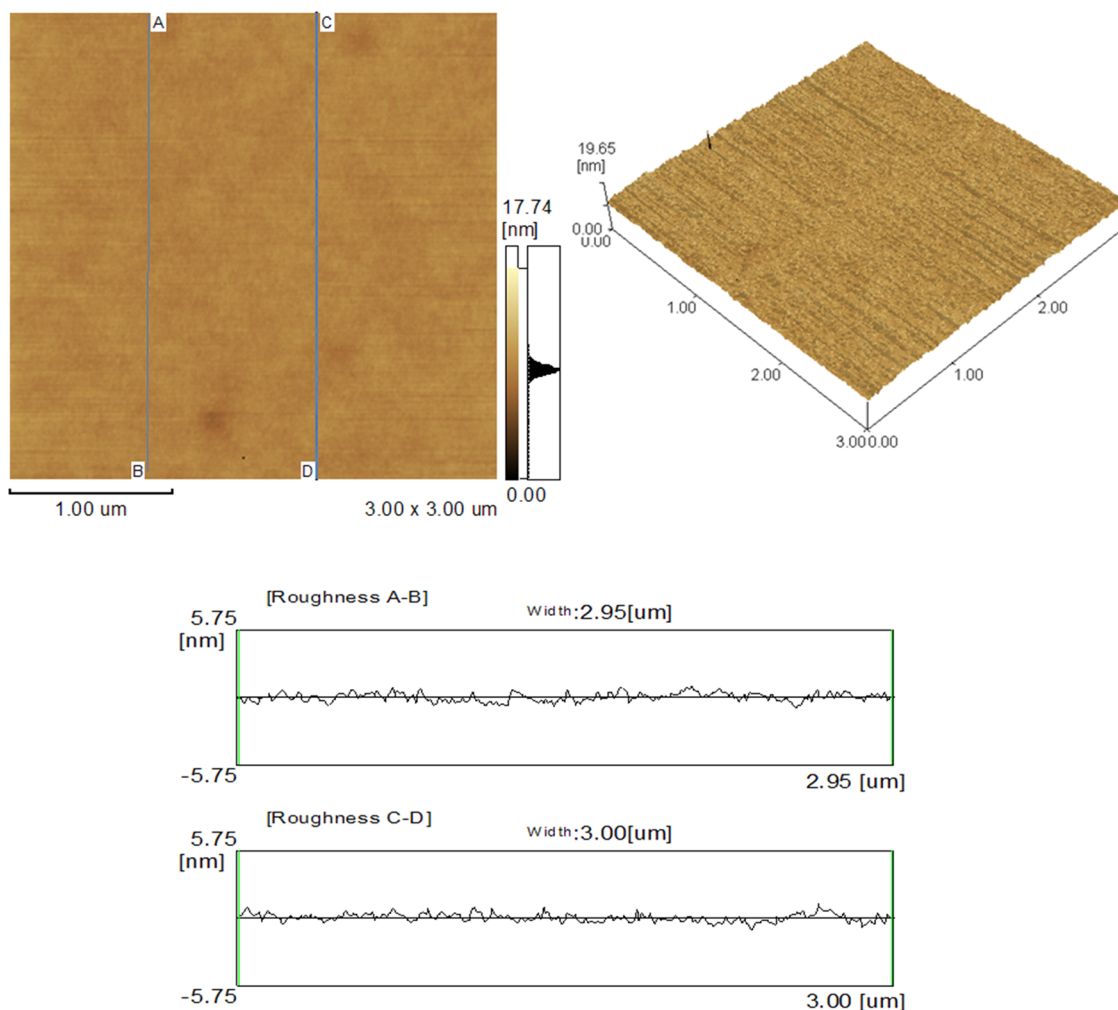 A
C
B
D
1.00 um
3.00 x 3.00 um
17.74
[nm]
0.00
19.65
[nm]
0.00
0.00
1.00
2.00
3.00
0.00
1.00
2.00
[Roughness A-B]
Width:2.95[um]
5.75
[nm]
-5.75
2.95 [um]
[Roughness C-D]
Width:3.00[um]
5.75
[nm]
-5.75
3.00 [um]